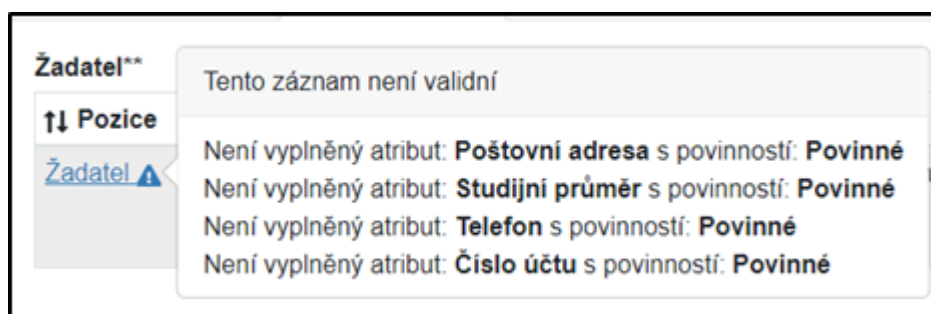 Žadatel**
Tento záznam není validní
Pozice
Žadatel
Není vyplněný atribut: Poštovní adresa s povinností: Povinné
Není vyplněný atribut: Studijní průměr s povinností: Povinné
Není vyplněný atribut: Telefon s povinností: Povinné
Není vyplněný atribut: Číslo účtu s povinností: Povinné